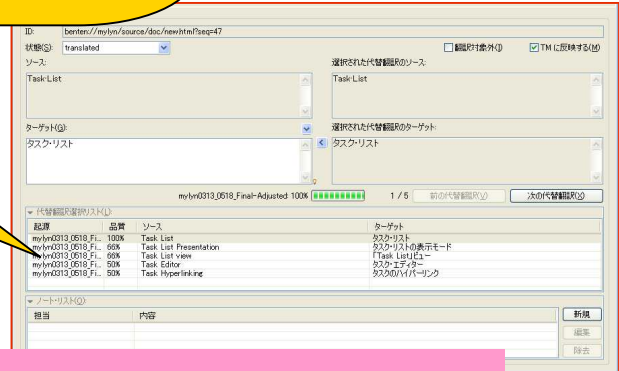 ID: benten://mylyn/source/doc/new.html?seq=47
状態(S): translated 翻訳対象外(I) TM に反映する(M)
ソース: 選択された代替翻訳のソース:
Task·List Task·List
ターゲット(G): 選択された代替翻訳のターゲット:
タスク·リスト タスク·リスト
mylyn0313_0518_Final-Adjusted: 100% 1 / 5 前の代替翻訳(V) 次の代替翻訳(X)
代替翻訳選択リスト(L):
起源 品質 ソース ターゲット
mylyn0313_0518_Fi... 100% Task List タスク·リスト
mylyn0313_0518_Fi... 66% Task List Presentation タスク·リストの表示モード
mylyn0313_0518_Fi... 66% Task List view 「Task List」ビュー
mylyn0313_0518_Fi... 50% Task Editor タスク·エディター
mylyn0313_0518_Fi... 50% Task Hyperlinking タスクのハイパーリンク
ノート·リスト(O):
担当 内容 新規
編集
除去